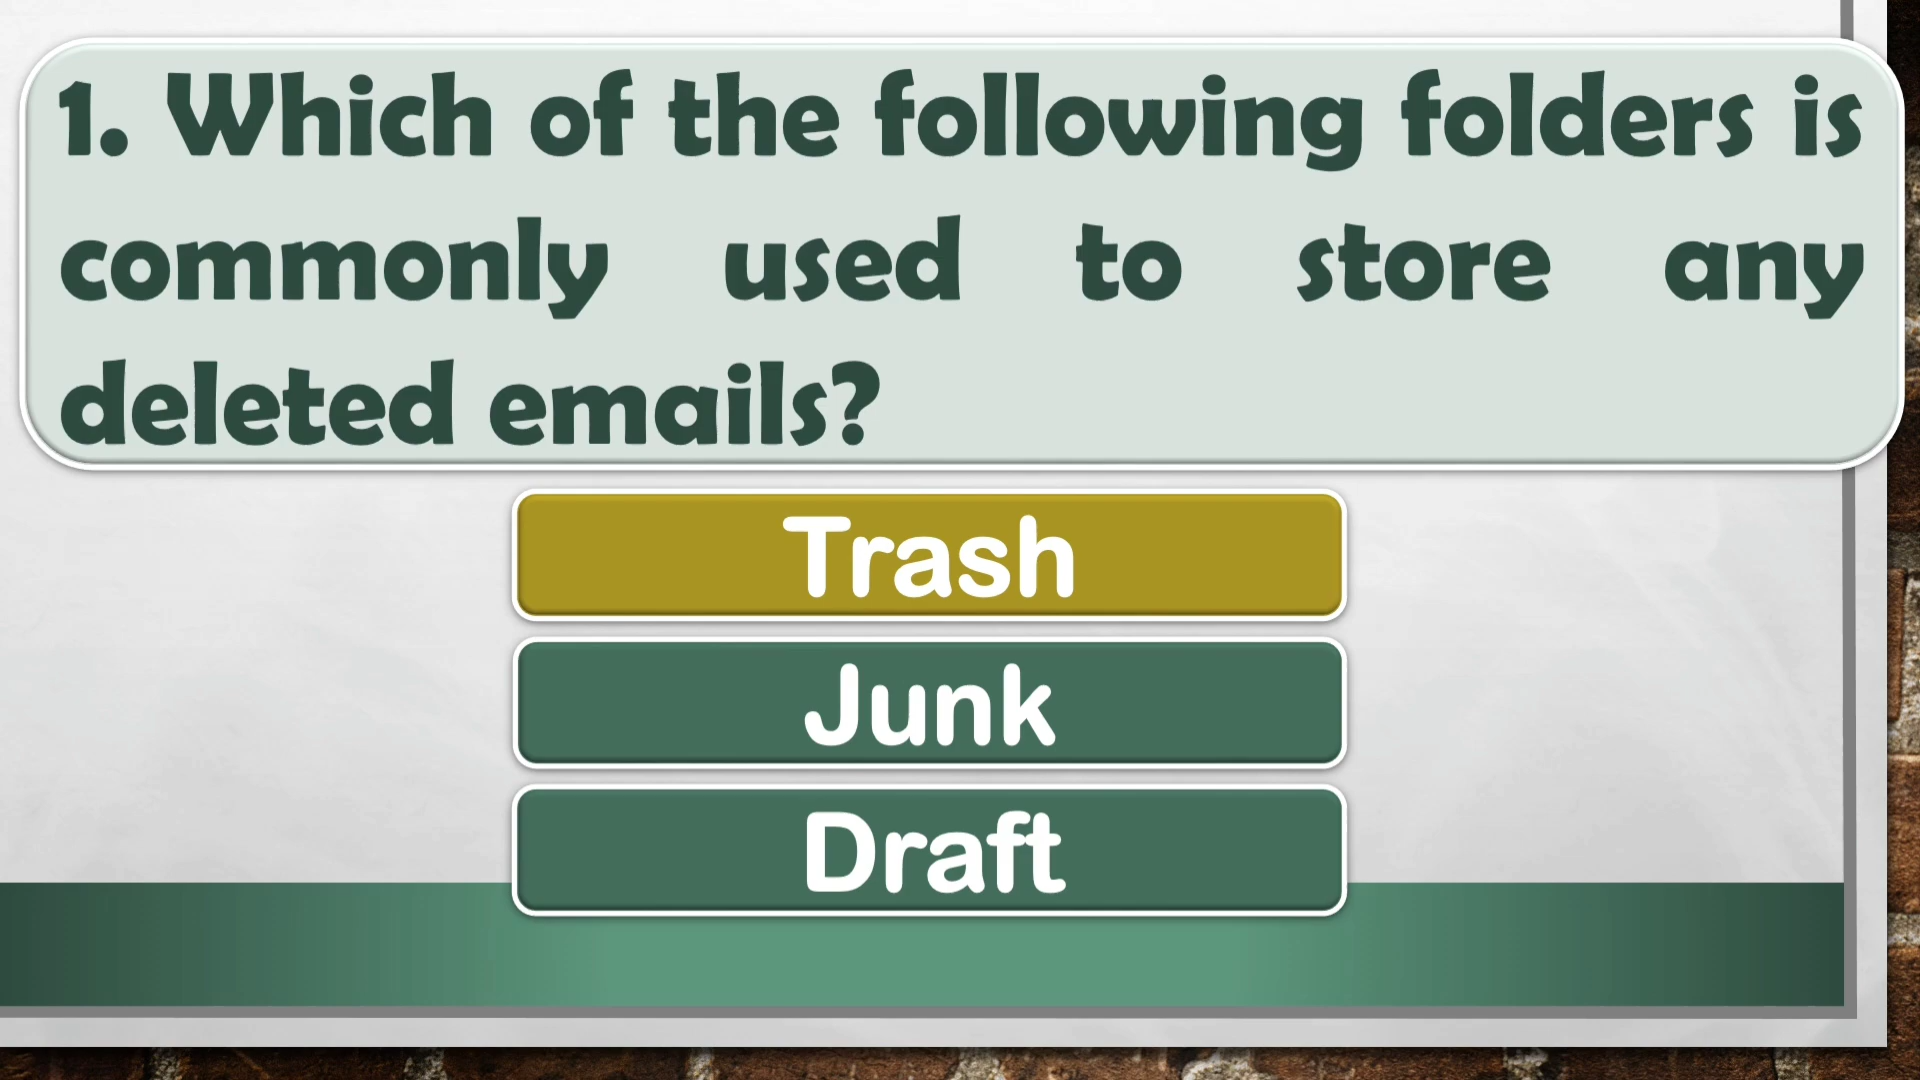 1. Which of the following folders is
commonly used to store any
deleted emails?
Trash
Junk
Draft